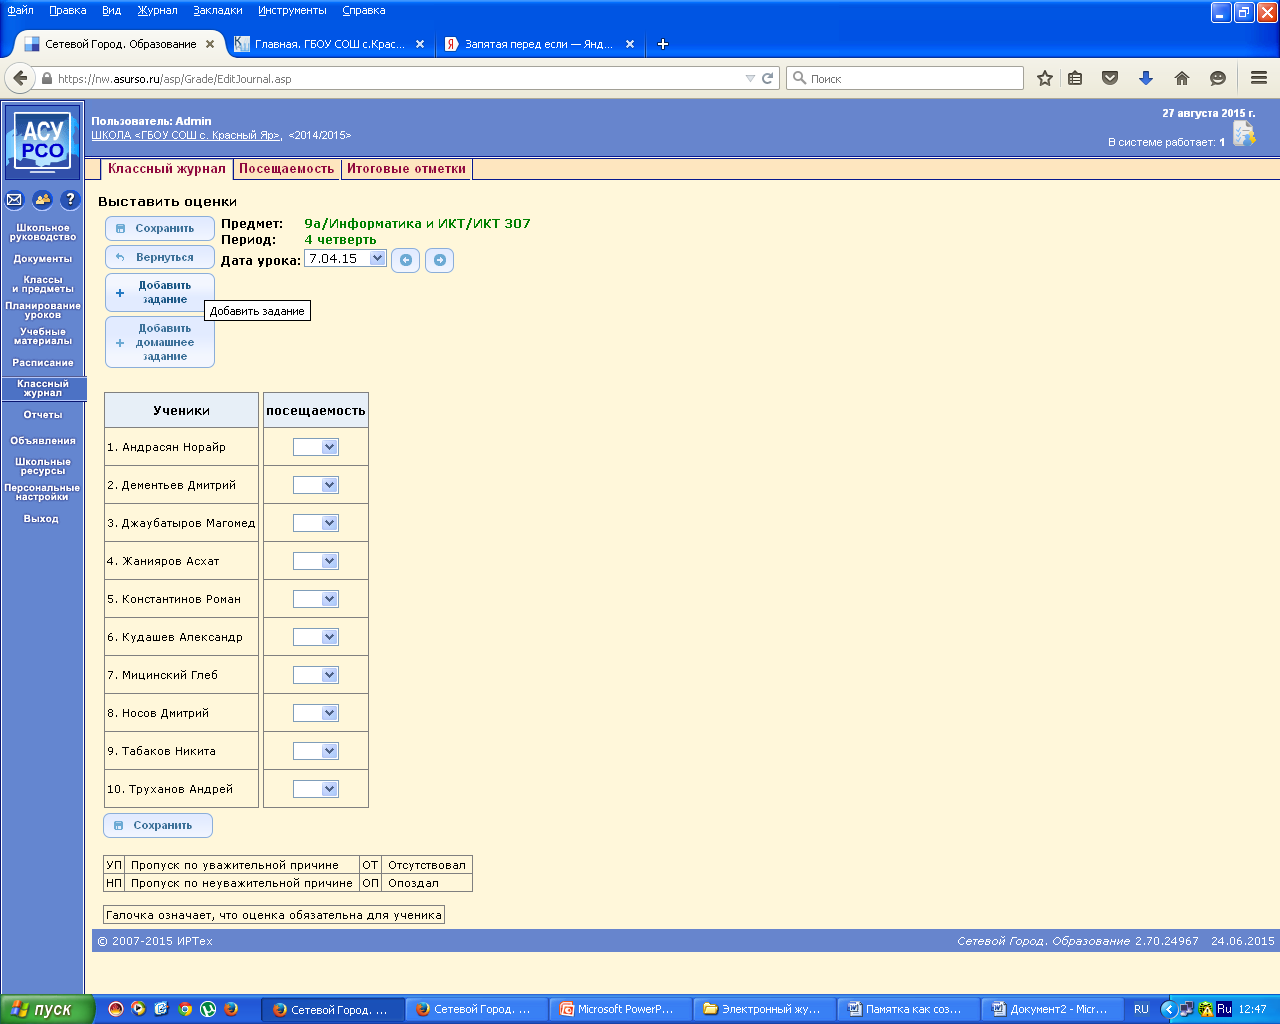 Файл Правка Вид Журнал Закладки Инструменты Справка
Сетевой Город. Образование
Главная. ГБОУ СОШ с.Крас...
Запятая перед если — Янд...
https://nw.asurso.ru/asp/Grade/EditJournal.asp
Поиск
АСУ
РСО
Пользователь: Admin
ШКОЛА «ГБОУ СОШ с. Красный Яр», <2014/2015>
27 августа 2015 г.
В системе работает: 1
Классный журнал Посещаемость Итоговые отметки
Школьное
руководство
Документы
Классы
и предметы
Планирование
уроков
Учебные
материалы
Расписание
Классный
журнал
Отчеты
Объявления
Школьные
ресурсы
Персональные
настройки
Выход
Выставить оценки
Сохранить
Вернуться
Добавить
задание
Добавить
домашнее
задание
Предмет: 9а/Информатика и ИКТ/ИКТ 307
Период: 4 четверть
Дата урока: 7.04.15
Добавить задание
Ученики посещаемость
1. Андрасян Норайр
2. Дементьев Дмитрий
3. Джаубатыров Магомед
4. Жанияров Асхат
5. Константинов Роман
6. Кудашев Александр
7. Мицинский Глеб
8. Носов Дмитрий
9. Табаков Никита
10. Труханов Андрей
Сохранить
УП Пропуск по уважительной причине ОТ Отсутствовал
НП Пропуск по неуважительной причине ОП Опоздал
Галочка означает, что оценка обязательна для ученика
© 2007-2015 ИРТех
Сетевой Город. Образование 2.70.24967 24.06.2015
пуск
Сетевой Город. ...
Сетевой Город. ...
Microsoft PowerP...
Электронный жу...
Памятка как соз...
Документ2 - Micr...
RU
Ru
12:47